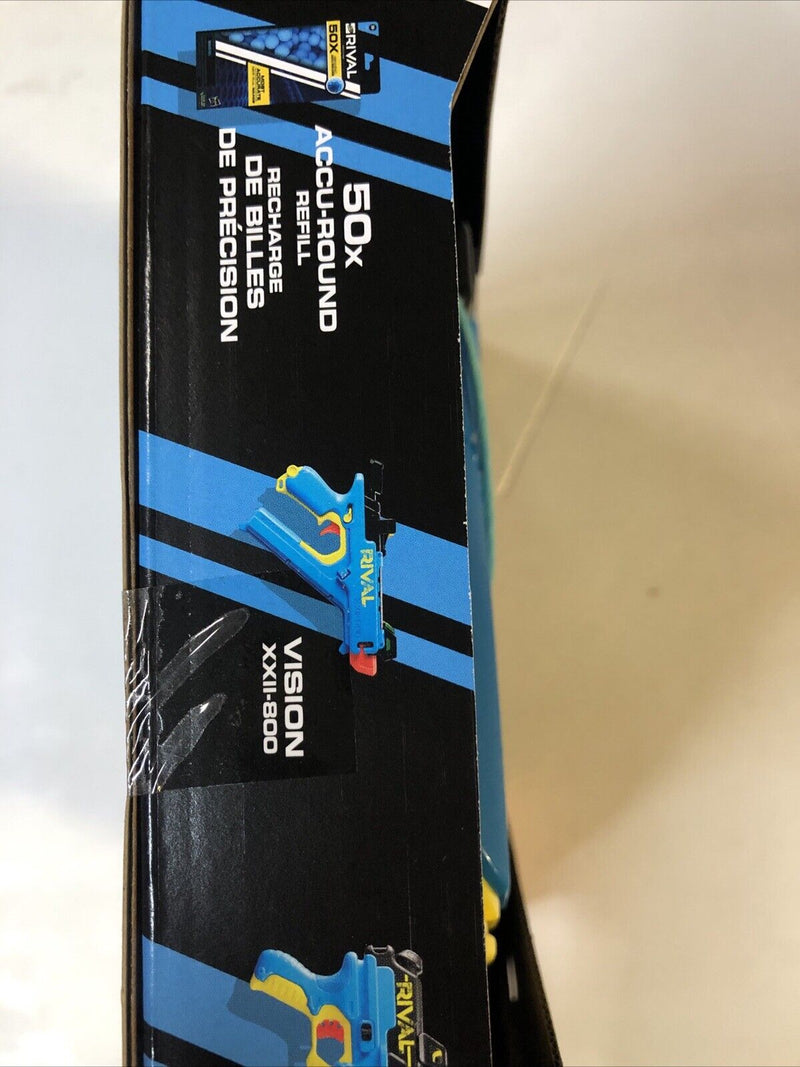 RIVAL
50X
50x
ACCU-ROUND
REFILL
RECHARGE
DE BILLES
DE PRÉCISION
RIVAL
VISION
XXII-800
RIVAL